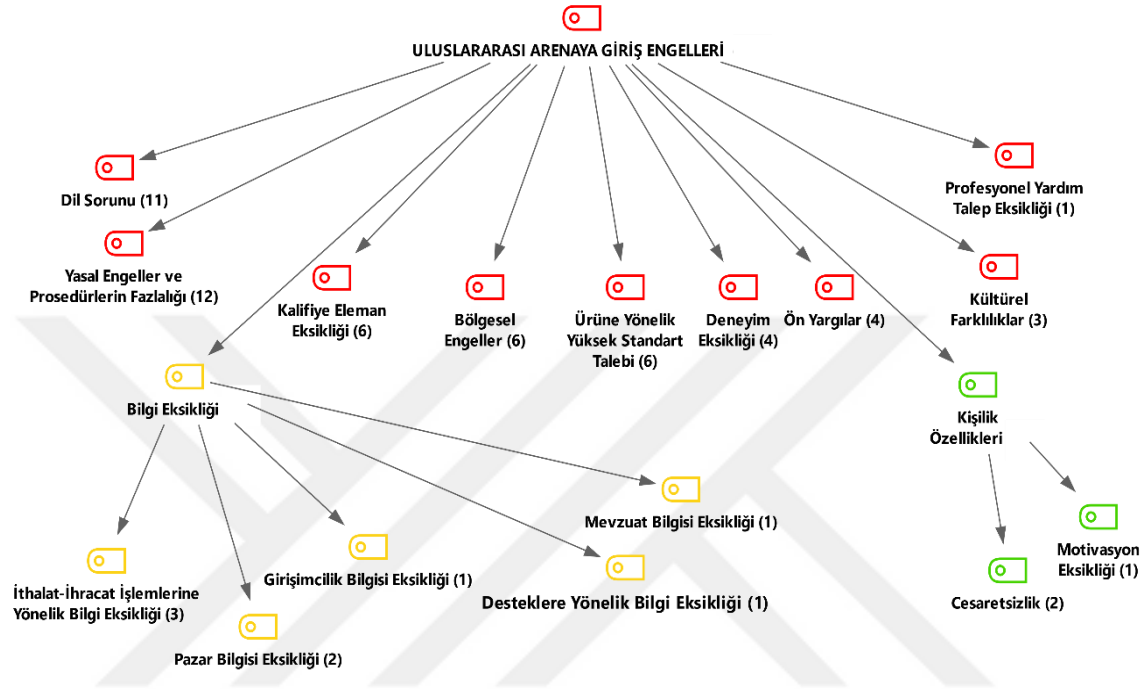 ULUSLARARASI ARENAYA GİRİŞ ENGELLERİ
Dil Sorunu (11)
Profesyonel Yardım
Talep Eksikliği (1)
Yasal Engeller ve
Prosedürlerin Fazlalığı (12)
Kalifiye Eleman
Eksikliği (6)
Bölgesel
Engeller (6)
Ürüne Yönelik
Yüksek Standart
Talebi (6)
Deneyim
Eksikliği (4)
Ön Yargılar (4)
Kültürel
Farklılıklar (3)
Bilgi Eksikliği
Kişilik
Özellikleri
Mevzuat Bilgisi Eksikliği (1)
Motivasyon
Eksikliği (1)
Girişimcilik Bilgisi Eksikliği (1)
İthalat-İhracat İşlemlerine
Yönelik Bilgi Eksikliği (3)
Desteklere Yönelik Bilgi Eksikliği (1)
Cesaretsizlik (2)
Pazar Bilgisi Eksikliği (2)